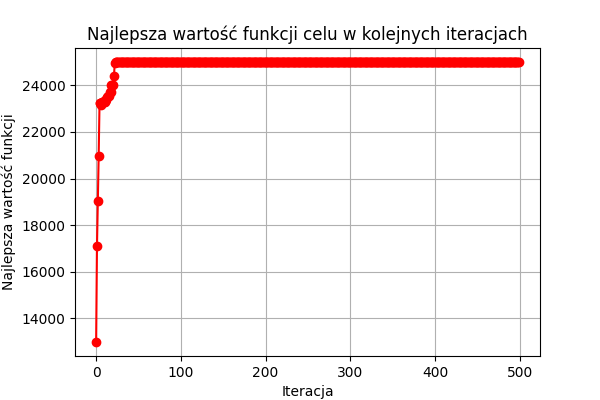 Najlepsza wartość funkcji celu w kolejnych iteracjach
Najlepsza wartość funkcji
24000
22000
20000
18000
16000
14000
0 100 200 300 400 500
Iteracja